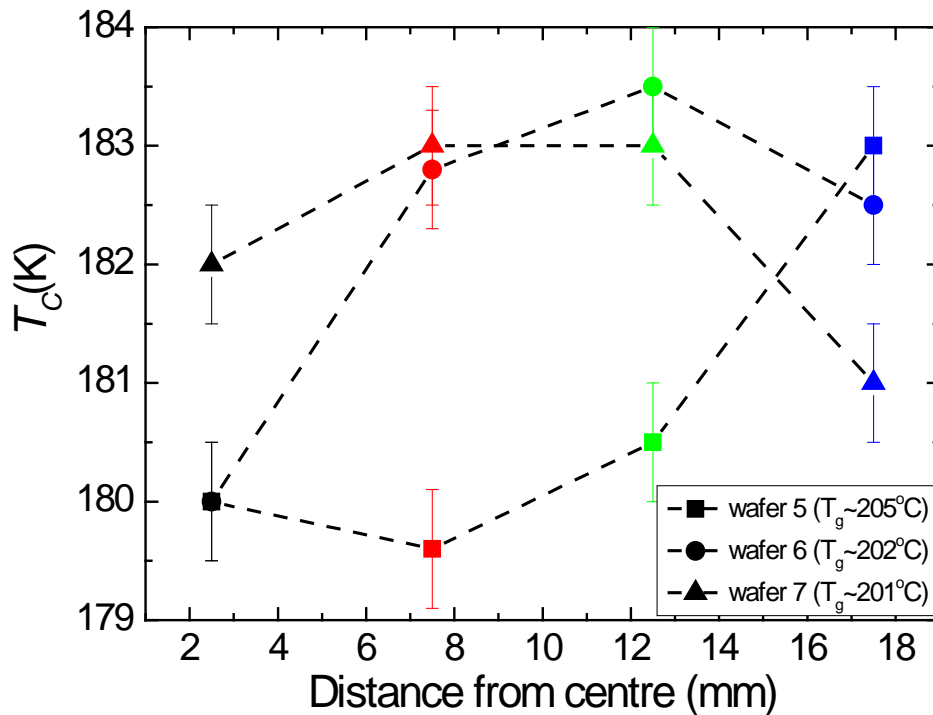 184
183
182
181
180
179
T_C(K)
2 4 6 8 10 12 14 16 18
Distance from centre (mm)
wafer 5 (T_g~205°C)
wafer 6 (T_g~202°C)
wafer 7 (T_g~201°C)